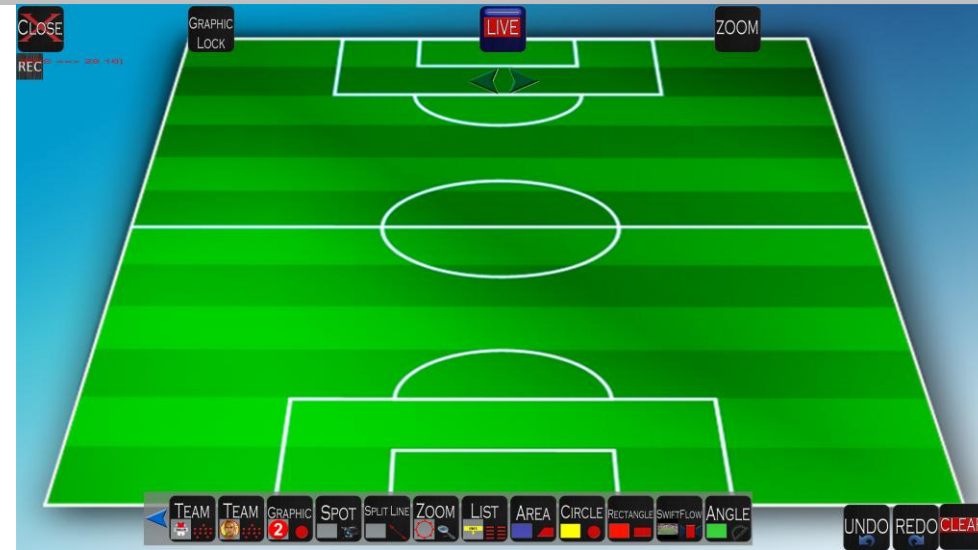 CLOSE
GRAPHIC
LOCK
LIVE
ZOOM
REC
TEAM
TEAM
GRAPHIC
2
SPOT
SPLIT LINE
ZOOM
LIST
AREA
CIRCLE
RECTANGLE
SWIFTFLOW
ANGLE
UNDO
REDO
CLEAR